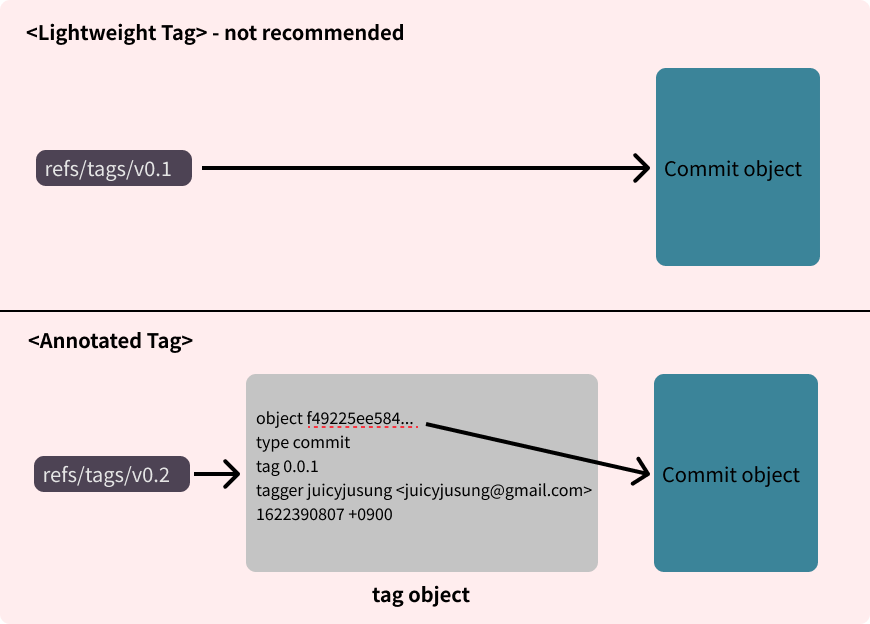 <Lightweight Tag> - not recommended
refs/tags/v0.1
Commit object
<Annotated Tag>
object f49225ee584...
type commit
tag 0.0.1
refs/tags/v0.2
Commit object
tagger juicyjusung <juicyjusung@gmail.com>
1622390807 +0900
tag object